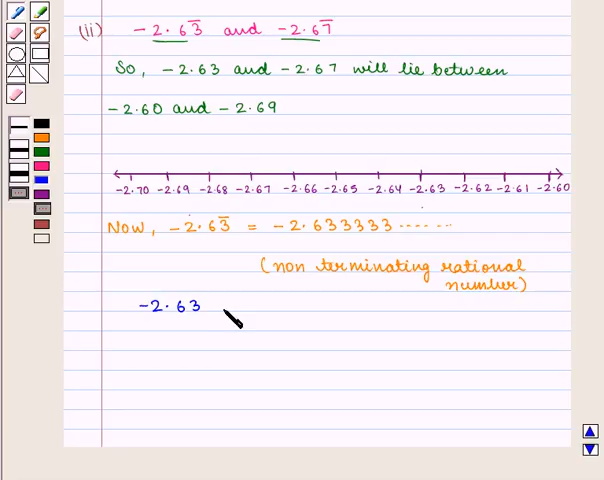 (ii) -2.63̅ and -2.67̅
So, -2.63 and -2.67 will lie between
-2.60 and -2.69
-2.70 -2.69 -2.68 -2.67 -2.66 -2.65 -2.64 -2.63 -2.62 -2.61 -2.60
Now, -2.63̅ = -2.633333.......
(non terminating rational
number)
-2.63